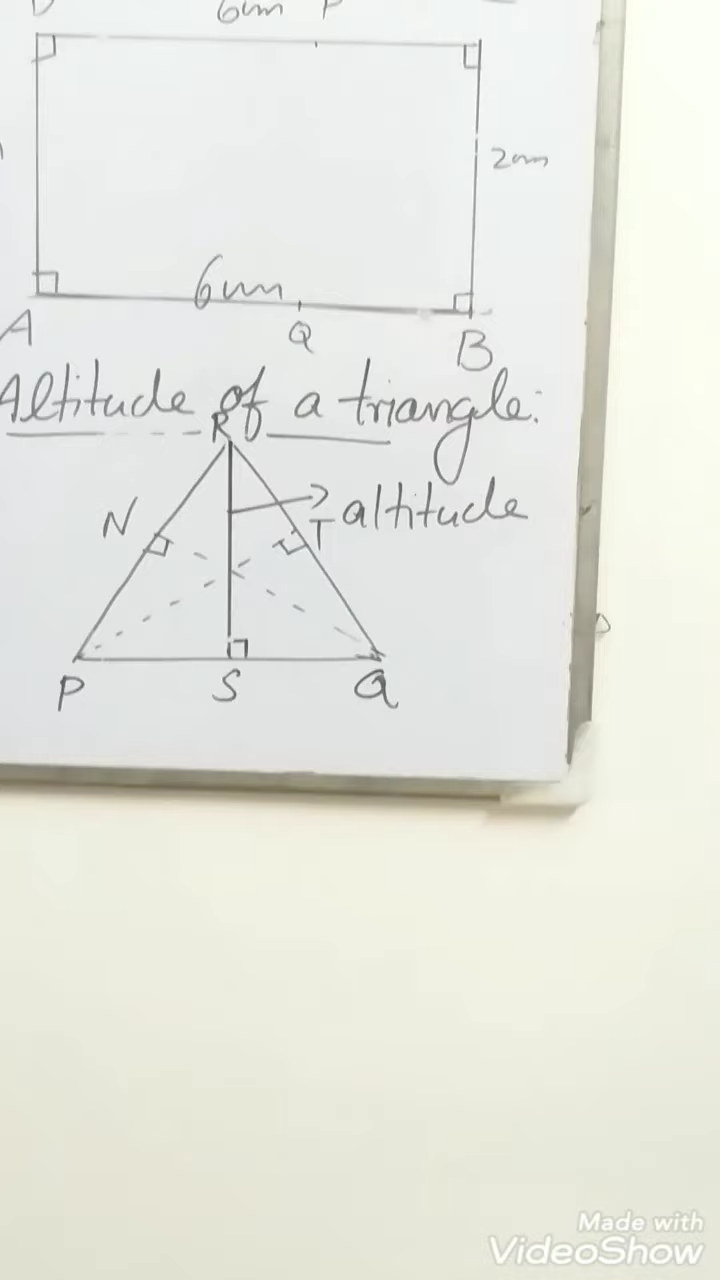 6cm P
2cm
6cm
A Q B
Altitude of a triangle:
R
N T altitude
P S Q
Made with
VideoShow